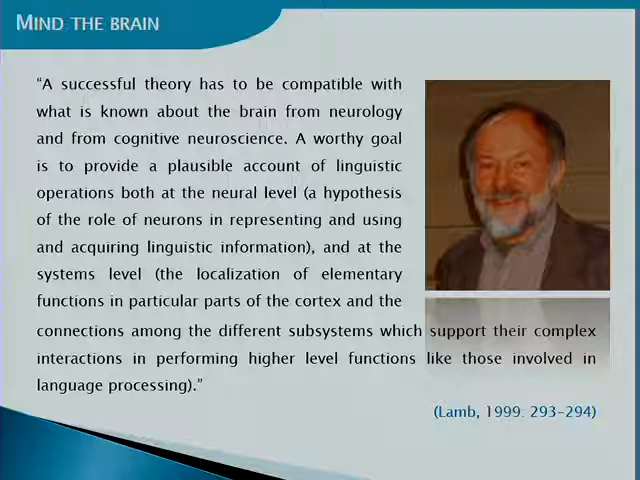 MIND THE BRAIN
“A successful theory has to be compatible with
what is known about the brain from neurology
and from cognitive neuroscience. A worthy goal
is to provide a plausible account of linguistic
operations both at the neural level (a hypothesis
of the role of neurons in representing and using
and acquiring linguistic information), and at the
systems level (the localization of elementary
functions in particular parts of the cortex and the
connections among the different subsystems which support their complex
interactions in performing higher level functions like those involved in
language processing).”
(Lamb, 1999: 293–294)